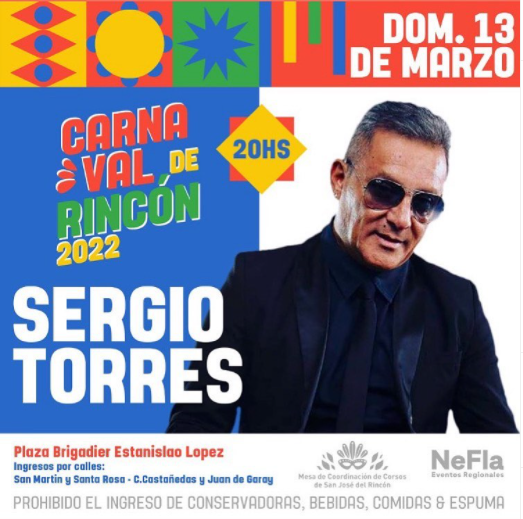 DOM. 13
DE MARZO
CARNA
VAL DE
RINCÓN
2022
20HS
SERGIO
TORRES
Plaza Brigadier Estanislao Lopez
Ingresos por calles:
San Martin y Santa Rosa - C.Castañedas y Juan de Garay
Mesa de Coordinación de Corsos
de San José del Rincón
NeFla
Eventos Regionales
PROHIBIDO EL INGRESO DE CONSERVADORAS, BEBIDAS, COMIDAS & ESPUMA